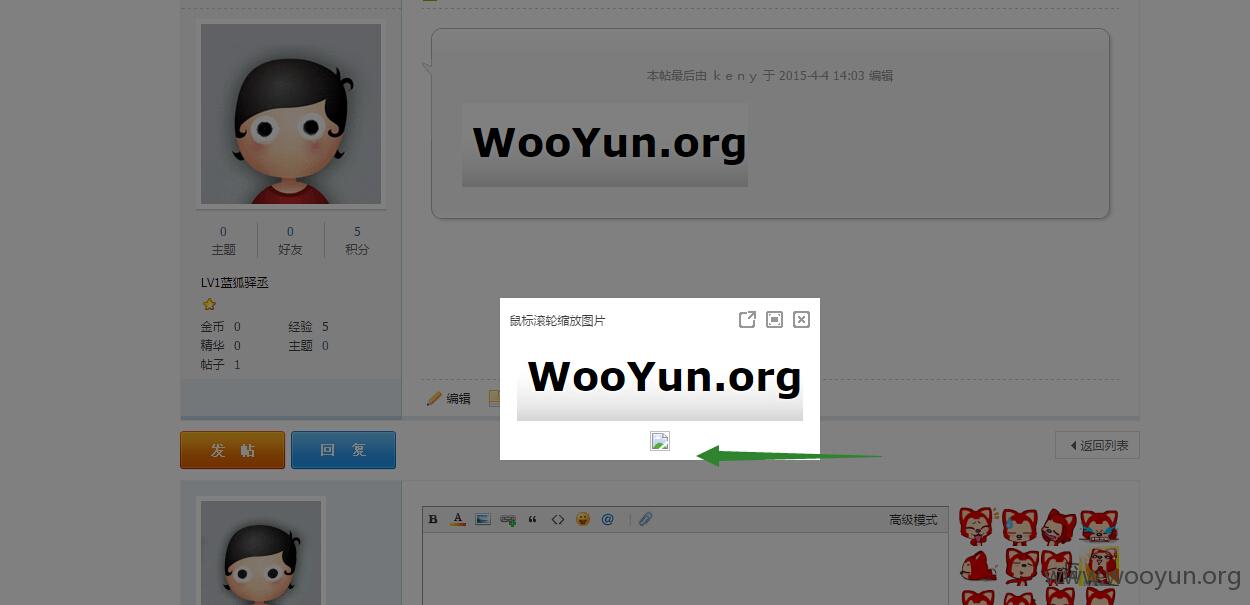 本帖最后由 ｋｅｎｙ 于 2015-4-4 14:03 编辑
WooYun.org
0 0 5
主题 好友 积分
LV1蓝狐驿丞
金币 0 经验 5
精华 0 主题 0
帖子 1
鼠标滚轮缩放图片
WooYun.org
编辑
发 帖 回 复 返回列表
B A “ <> @ 高级模式
www.wooyun.org